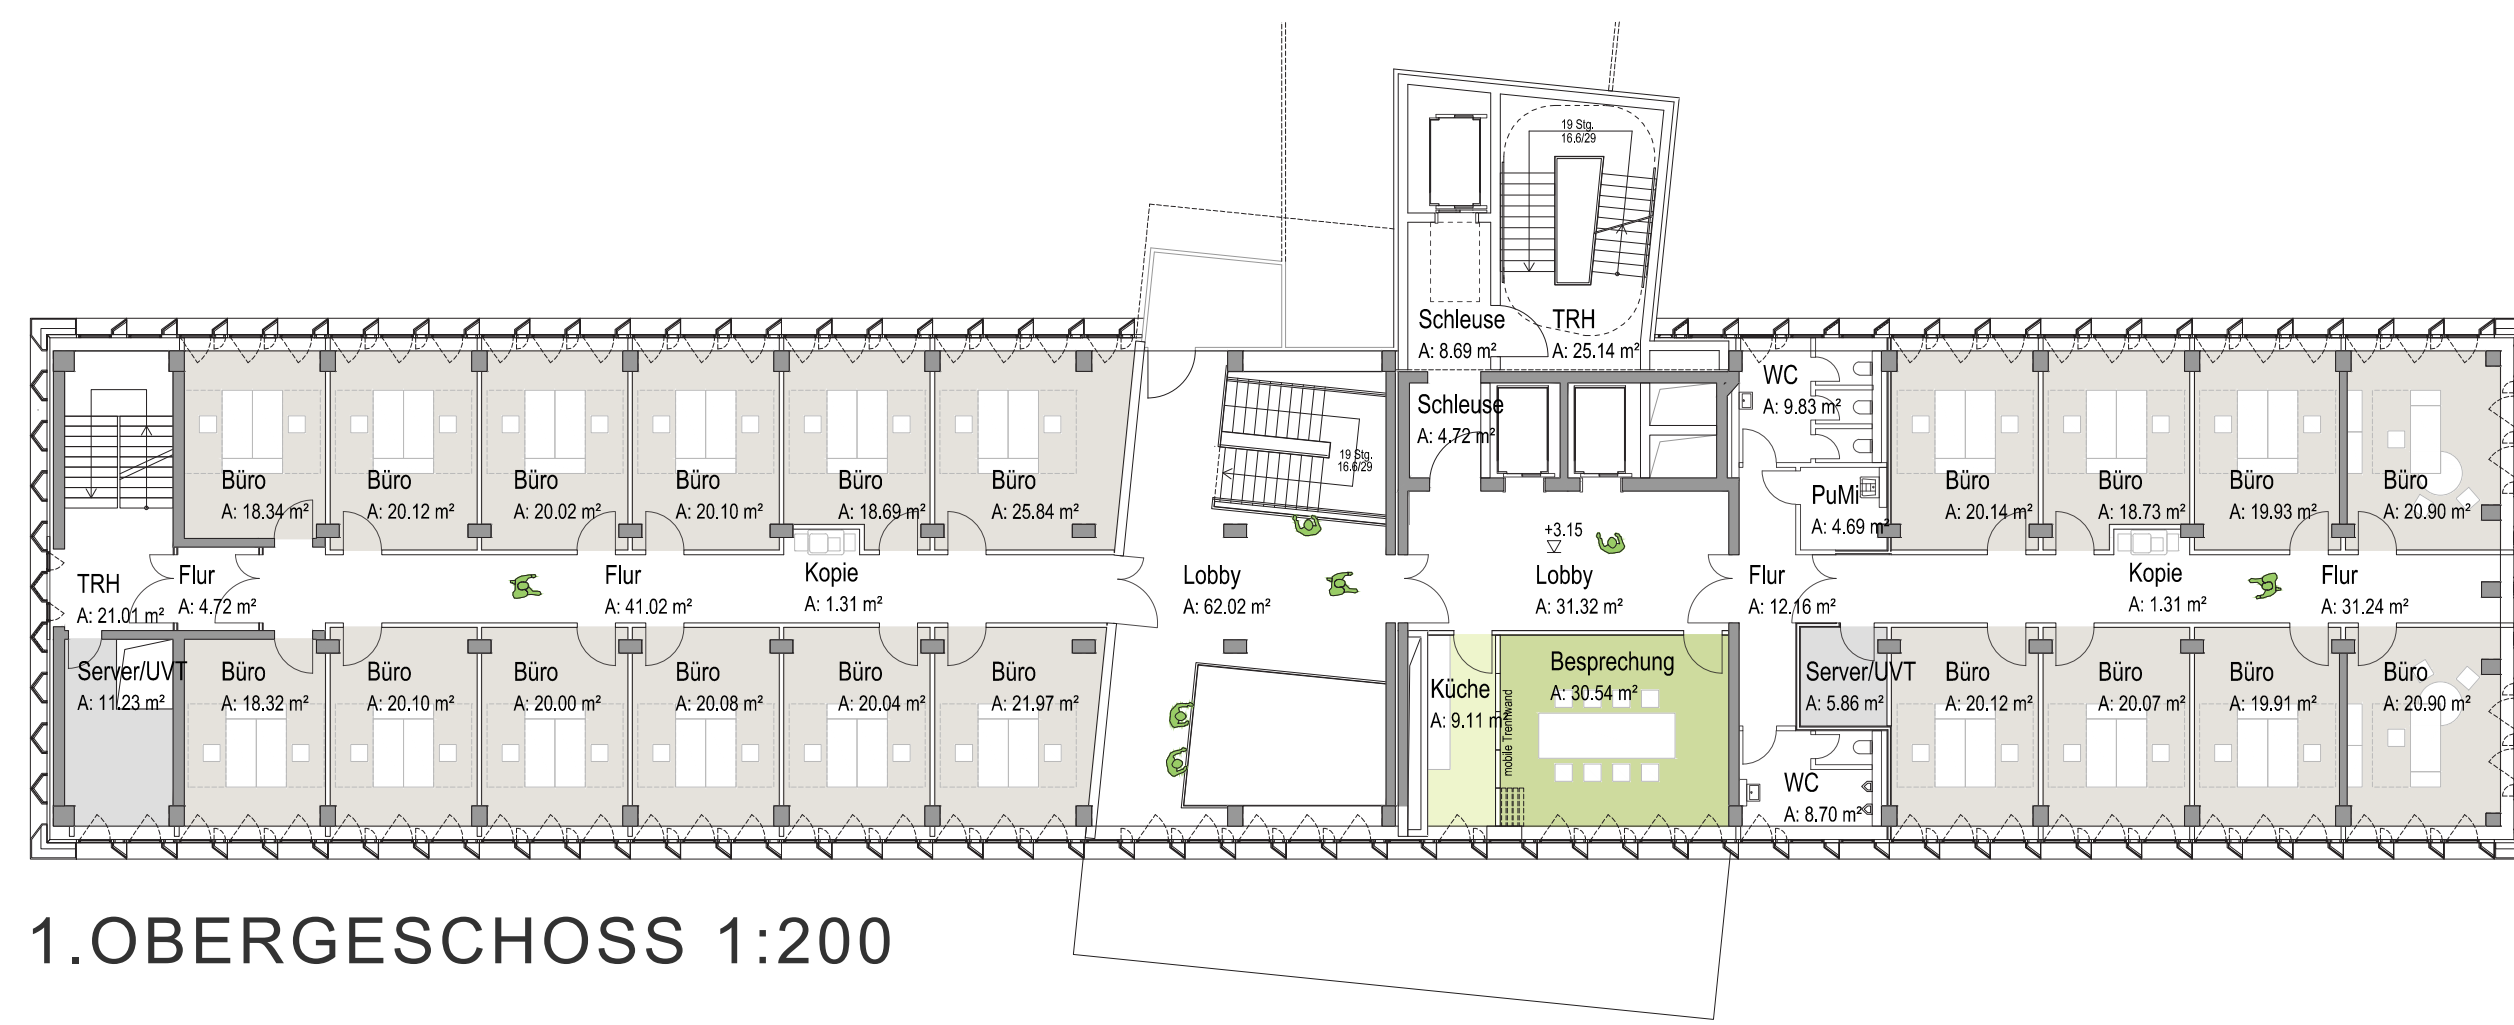 19 Stg.
16.6/29
Schleuse
A: 8.69 m²
TRH
A: 25.14 m²
WC
A: 9.83 m²
Schleuse
A: 4.72 m²
19 Stg.
16.6/29
Büro
A: 18.34 m²
Büro
A: 20.12 m²
Büro
A: 20.02 m²
Büro
A: 20.10 m²
Büro
A: 18.69 m²
Büro
A: 25.84 m²
PuMi
A: 4.69 m²
Büro
A: 20.14 m²
Büro
A: 18.73 m²
Büro
A: 19.93 m²
Büro
A: 20.90 m²
+3.15
TRH
A: 21.01 m²
Flur
A: 4.72 m²
Flur
A: 41.02 m²
Kopie
A: 1.31 m²
Lobby
A: 62.02 m²
Lobby
A: 31.32 m²
Flur
A: 12.16 m²
Kopie
A: 1.31 m²
Flur
A: 31.24 m²
Server/UVT
A: 11.23 m²
Büro
A: 18.32 m²
Büro
A: 20.10 m²
Büro
A: 20.00 m²
Büro
A: 20.08 m²
Büro
A: 20.04 m²
Büro
A: 21.97 m²
Küche
A: 9.11 m²
mobile Trennwand
Besprechung
A: 30.54 m²
Server/UVT
A: 5.86 m²
Büro
A: 20.12 m²
Büro
A: 20.07 m²
Büro
A: 19.91 m²
Büro
A: 20.90 m²
WC
A: 8.70 m²
1.OBERGESCHOSS 1:200